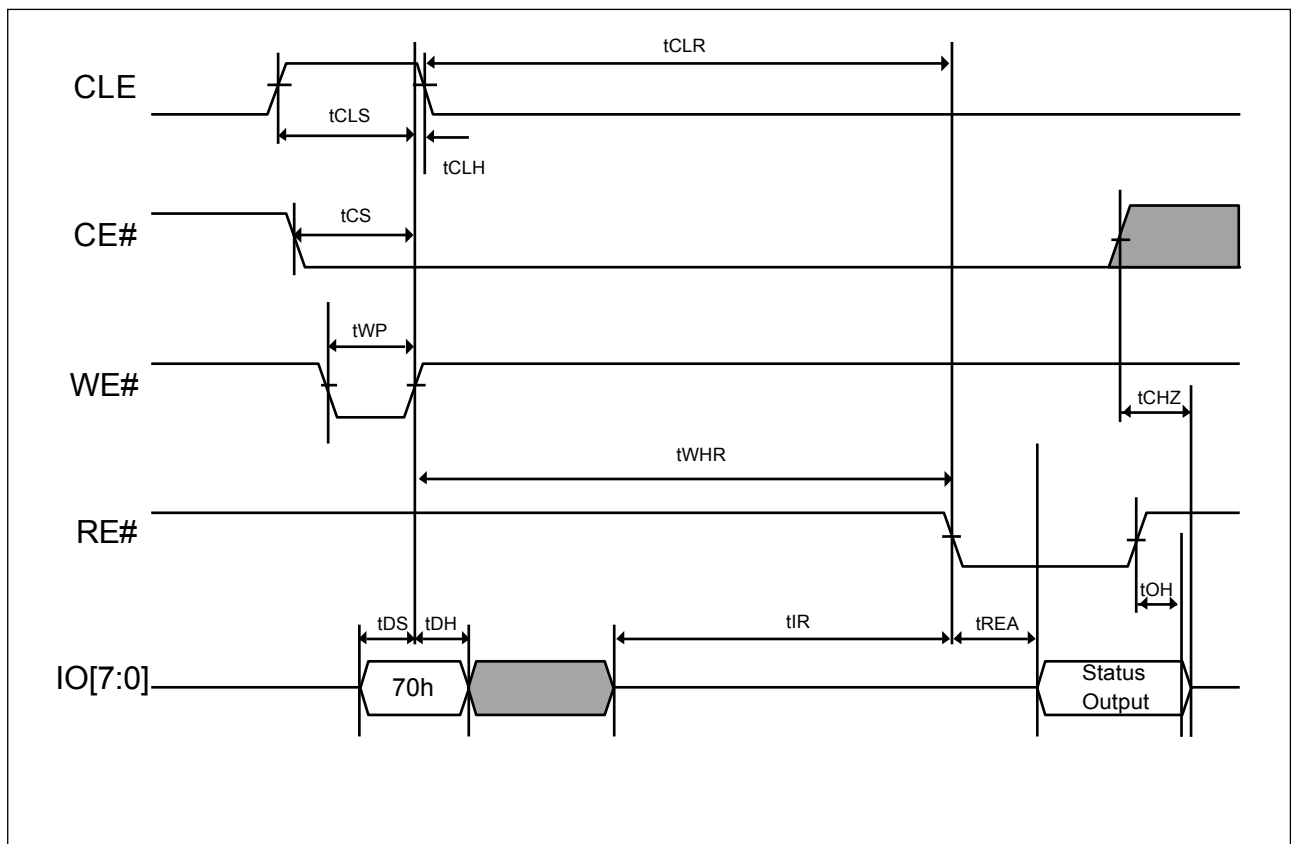 tCLR
CLE
tCLS
tCLH
tCS
CE#
tWP
WE#
tCHZ
tWHR
RE#
tOH
tDS
tDH
tIR
tREA
IO[7:0]
70h
Status
Output